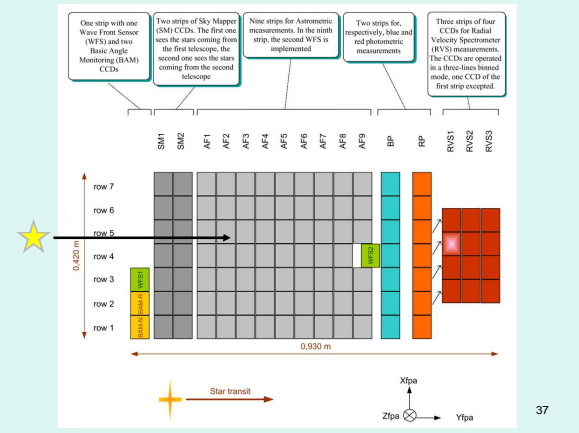 One strip with one
Wave Front Sensor
(WFS) and two
Basic Angle
Monitoring (BAM)
CCDs
Two strips of Sky Mapper
(SM) CCDs. The first one
sees the stars coming from
the first telescope, the
second one sees the stars
coming from the second
telescope
Nine strips for Astrometric
measurements. In the ninth
strip, the second WFS is
implemented
Two strips for,
respectively, blue and
red photometric
measurements
Three strips of four
CCDs for Radial
Velocity Spectrometer
(RVS) measurements.
The CCDs are operated
in a three-lines binned
mode, one CCD of the
first strip excepted.
SM1
SM2
AF1
AF2
AF3
AF4
AF5
AF6
AF7
AF8
AF9
BP
RP
RVS1
RVS2
RVS3
row 7
row 6
row 5
row 4
row 3
row 2
row 1
0,420 m
WFS1
BAM-R
BAM-N
WFS2
0,930 m
Star transit
Xfpa
Zfpa
Yfpa
37